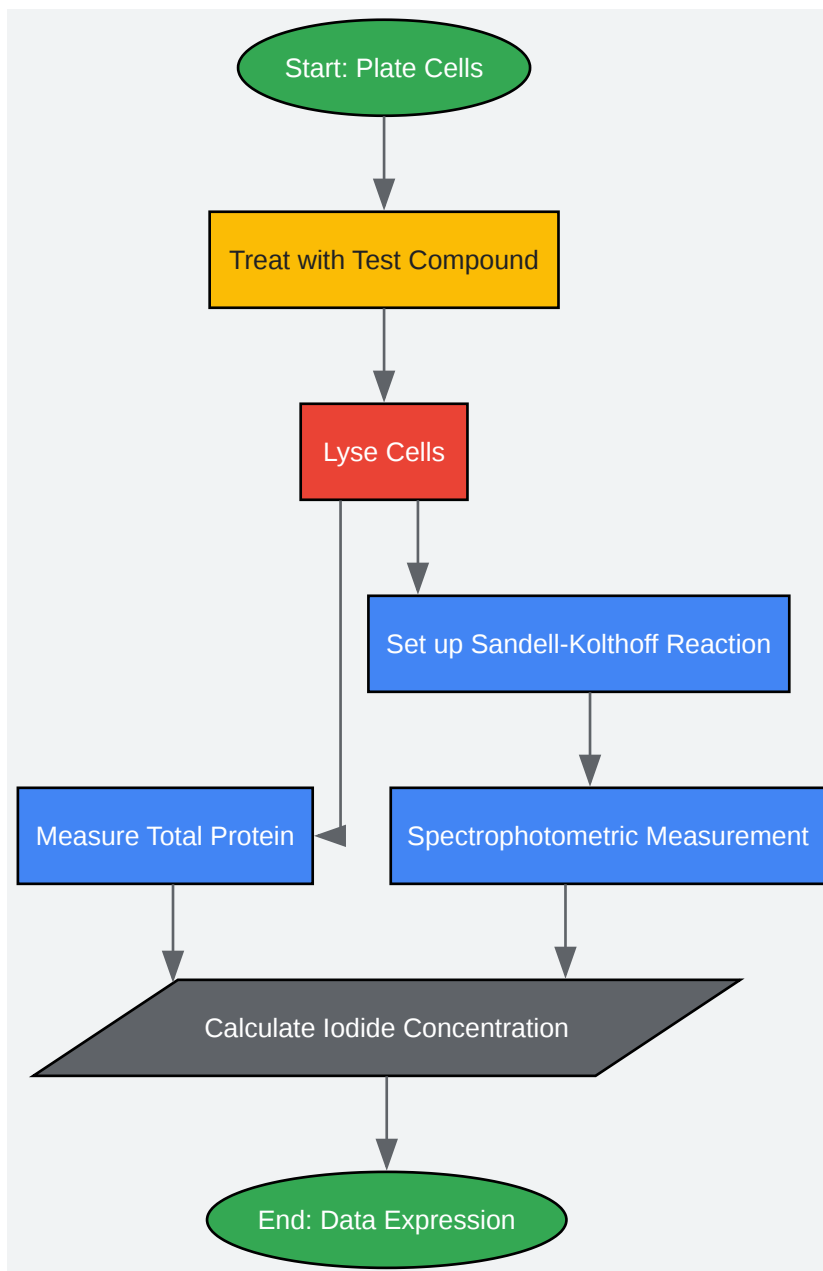 Start: Plate Cells
Treat with Test Compound
Lyse Cells
Set up Sandell-Kolthoff Reaction
Measure Total Protein
Spectrophotometric Measurement
Calculate Iodide Concentration
End: Data Expression